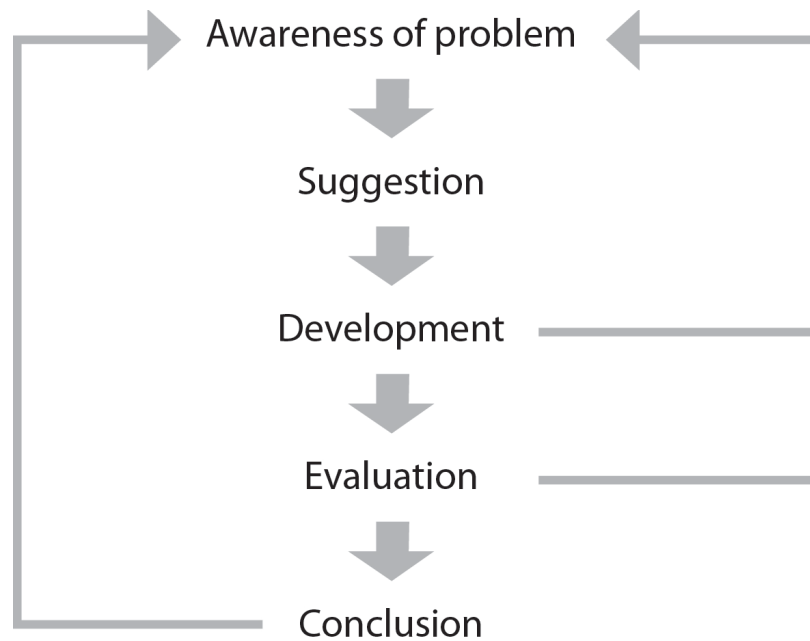 Awareness of problem
Suggestion
Development
Evaluation
Conclusion